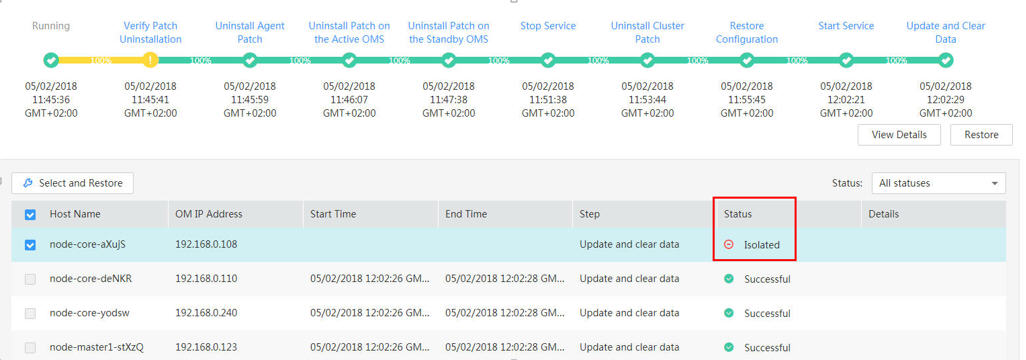 Running
Verify Patch
Uninstallation
Uninstall Agent
Patch
Uninstall Patch on
the Active OMS
Uninstall Patch on
the Standby OMS
Stop Service
Uninstall Cluster
Patch
Restore
Configuration
Start Service
Update and Clear
Data
100% 100% 100% 100% 100% 100% 100% 100% 100%
05/02/2018
11:45:36
GMT+02:00
05/02/2018
11:45:41
GMT+02:00
05/02/2018
11:45:59
GMT+02:00
05/02/2018
11:46:07
GMT+02:00
05/02/2018
11:47:38
GMT+02:00
05/02/2018
11:51:38
GMT+02:00
05/02/2018
11:53:44
GMT+02:00
05/02/2018
11:55:45
GMT+02:00
05/02/2018
12:02:21
GMT+02:00
05/02/2018
12:02:29
GMT+02:00
View Details Restore
Select and Restore Status: All statuses
Host Name OM IP Address Start Time End Time Step Status Details
node-core-aXujS 192.168.0.108 Update and clear data Isolated
node-core-deNKR 192.168.0.110 05/02/2018 12:02:26 GM... 05/02/2018 12:02:28 GM... Update and clear data Successful
node-core-yodsw 192.168.0.240 05/02/2018 12:02:26 GM... 05/02/2018 12:02:28 GM... Update and clear data Successful
node-master1-stXzQ 192.168.0.123 05/02/2018 12:02:26 GM... 05/02/2018 12:02:28 GM... Update and clear data Successful